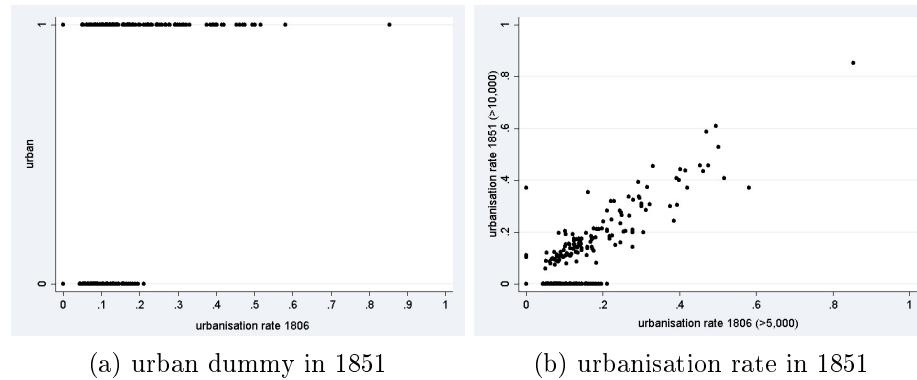 urban
1
0
0 .1 .2 .3 .4 .5 .6 .7 .8 .9 1
urbanisation rate 1806
(a) urban dummy in 1851
urbanisation rate 1851 (>10,000)
1
.8
.6
.4
.2
0
0 .2 .4 .6 .8 1
urbanisation rate 1806 (>5,000)
(b) urbanisation rate in 1851